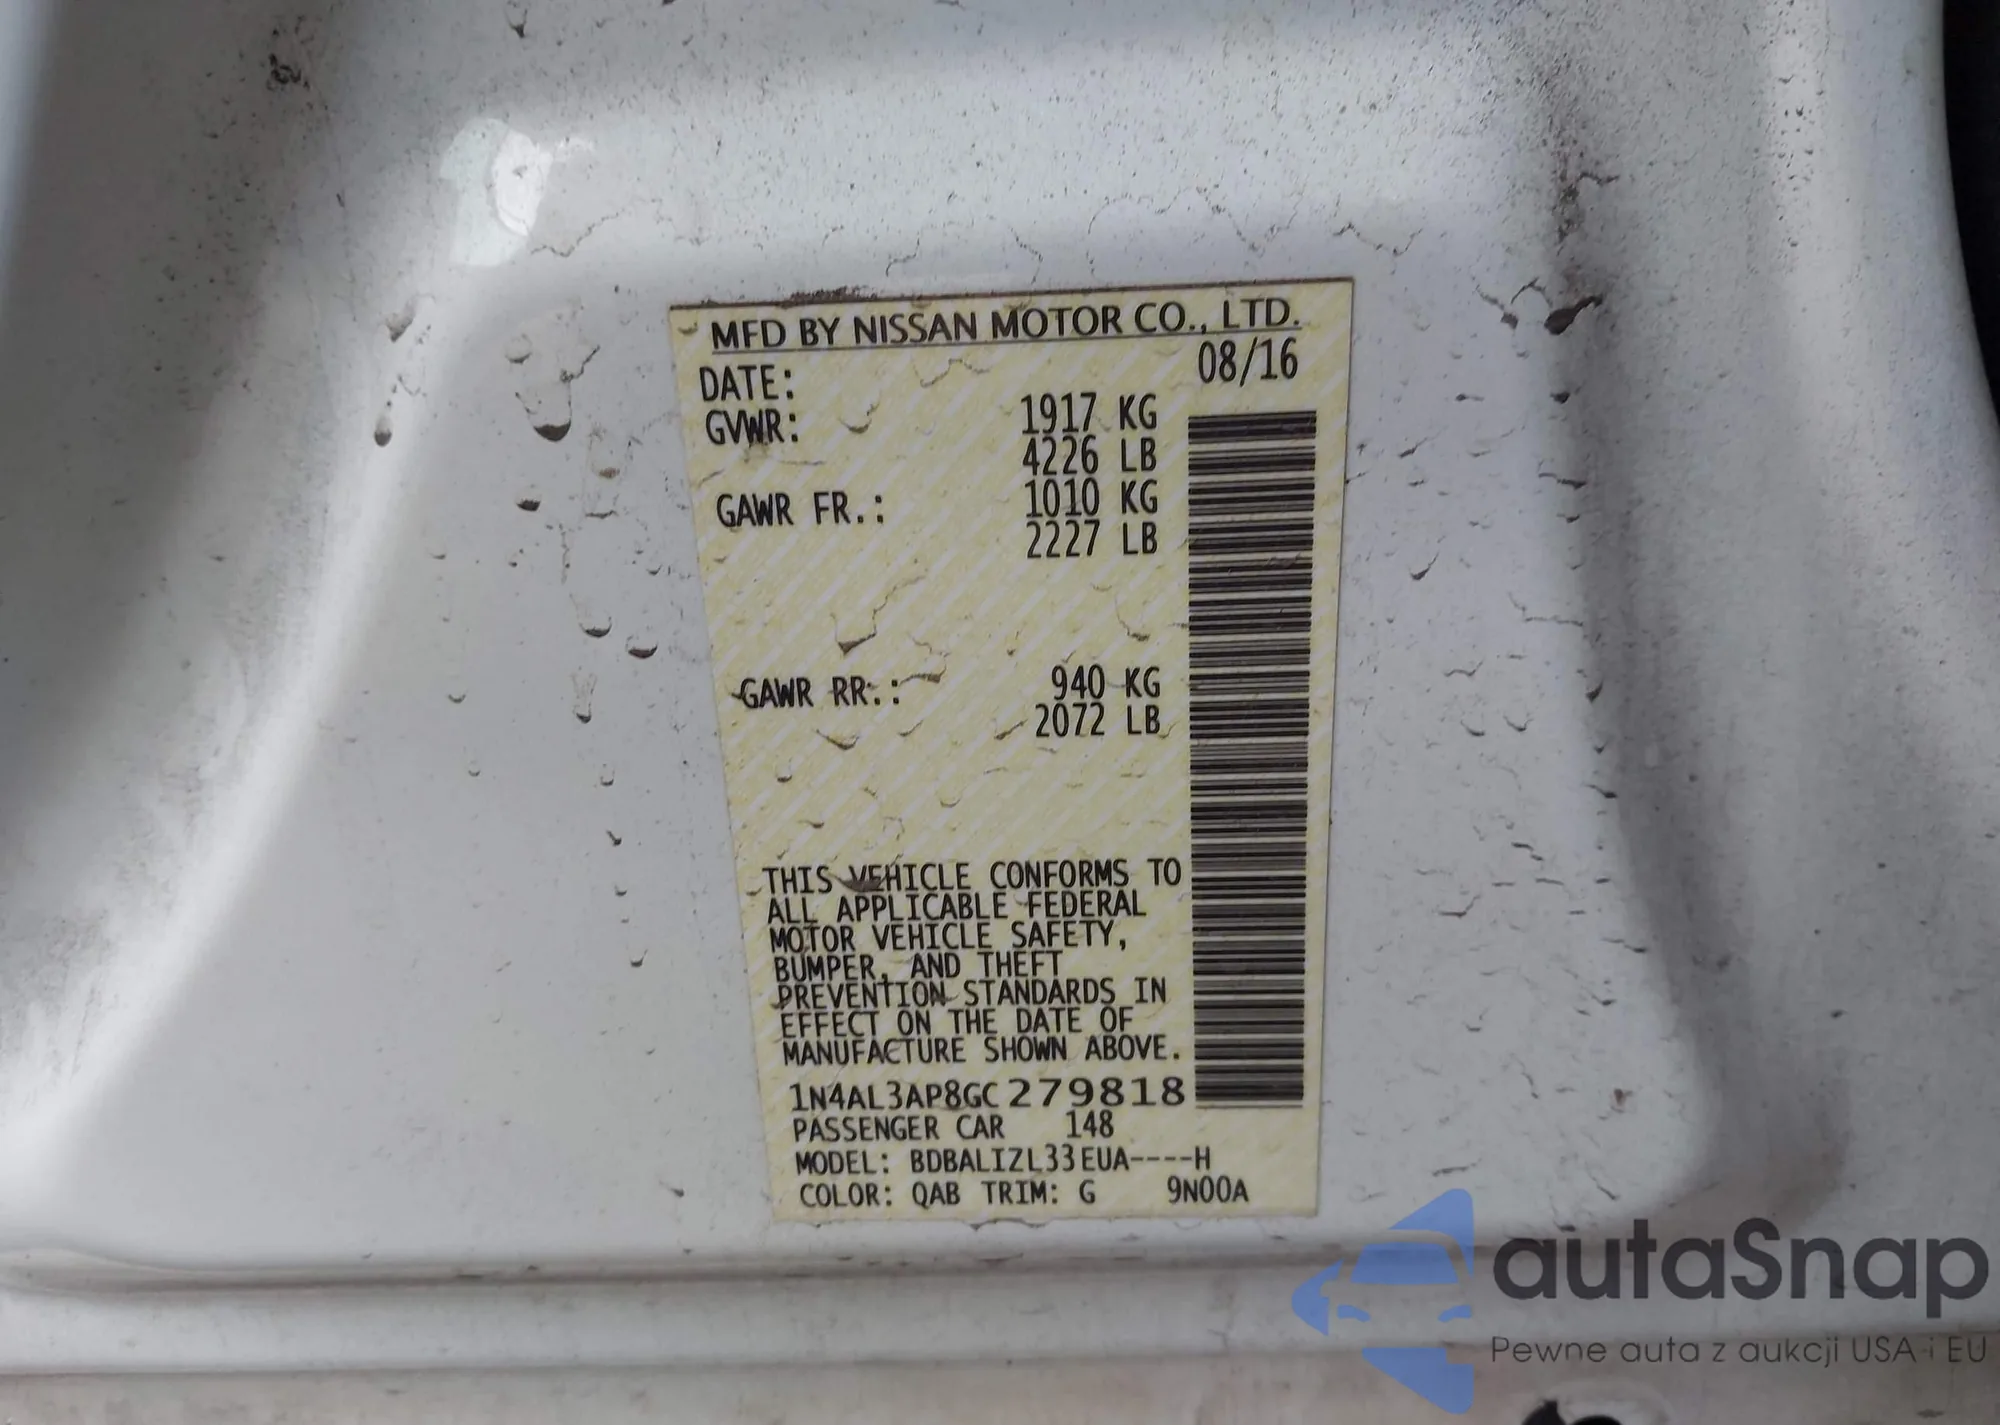 MFD BY NISSAN MOTOR CO., LTD.
DATE: 08/16
GVWR: 1917 KG
4226 LB
GAWR FR.: 1010 KG
2227 LB
GAWR RR.: 940 KG
2072 LB
THIS VEHICLE CONFORMS TO
ALL APPLICABLE FEDERAL
MOTOR VEHICLE SAFETY,
BUMPER, AND THEFT
PREVENTION STANDARDS IN
EFFECT ON THE DATE OF
MANUFACTURE SHOWN ABOVE.
1N4AL3AP8GC279818
PASSENGER CAR 148
MODEL: BDBALIZL33EUA----H
COLOR: QAB TRIM: G 9N00A
autaSnap
Pewne auta z aukcji USA i EU